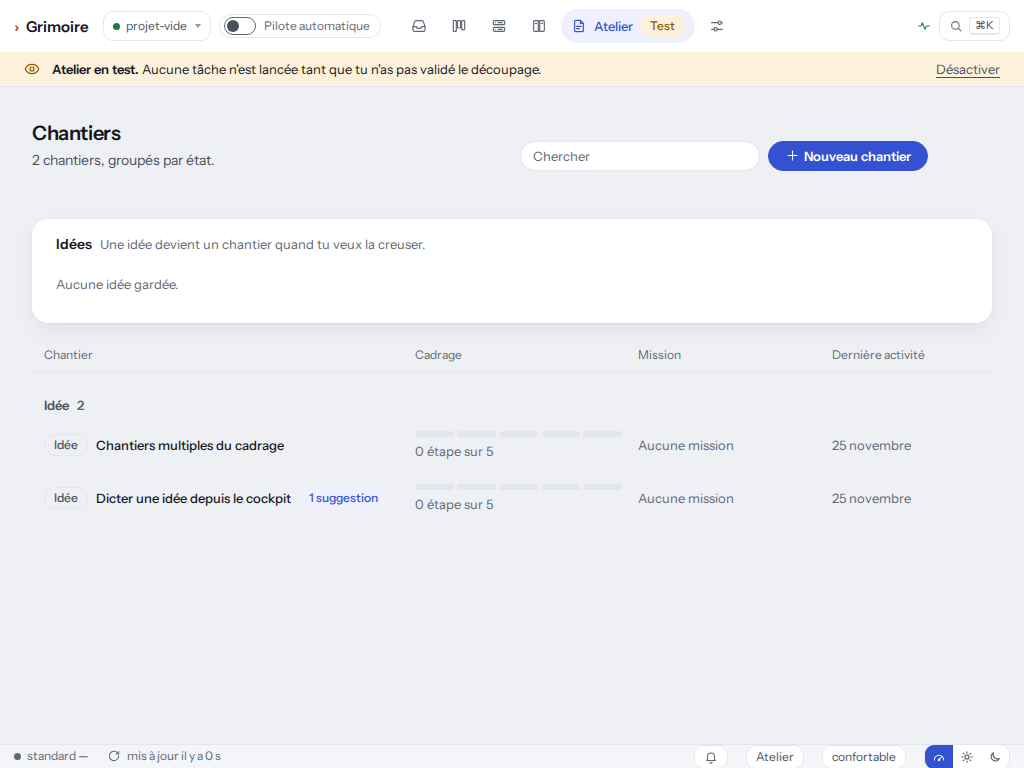 › Grimoire projet-vide Pilote automatique Atelier Test ⌘K
Atelier en test. Aucune tâche n'est lancée tant que tu n'as pas validé le découpage. Désactiver
Chantiers
2 chantiers, groupés par état.
Chercher + Nouveau chantier
Idées Une idée devient un chantier quand tu veux la creuser.
Aucune idée gardée.
Chantier Cadrage Mission Dernière activité
Idée 2
Idée Chantiers multiples du cadrage 0 étape sur 5 Aucune mission 25 novembre
Idée Dicter une idée depuis le cockpit 1 suggestion 0 étape sur 5 Aucune mission 25 novembre
standard — mis à jour il y a 0 s Atelier confortable